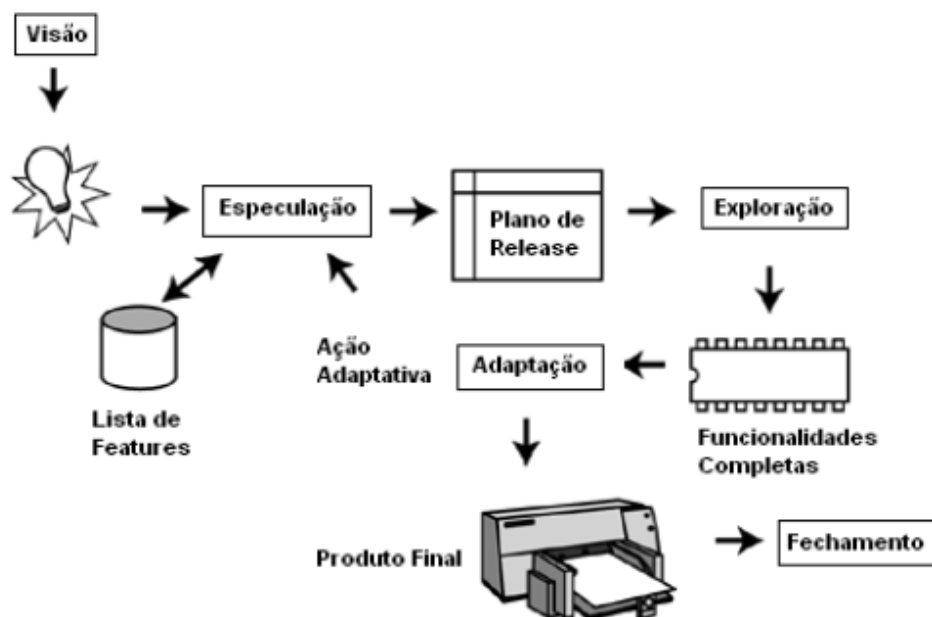 Visão
Especulação
Plano de
Release
Exploração
Lista de
Features
Ação
Adaptativa
Adaptação
Funcionalidades
Completas
Produto Final
Fechamento